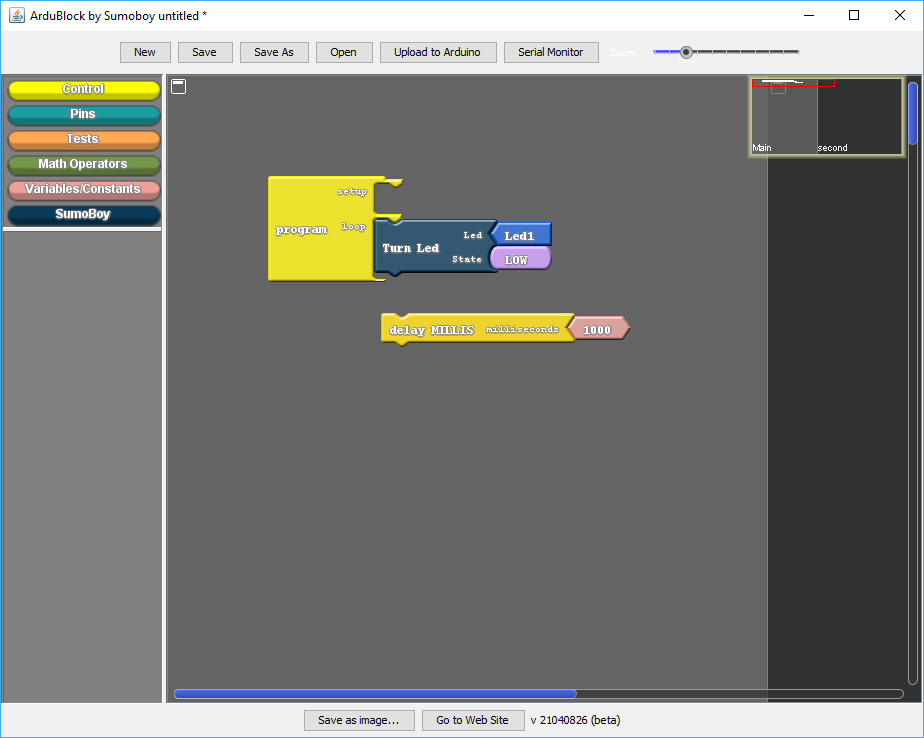 ArduBlock by Sumoboy untitled *
New Save Save As Open Upload to Arduino Serial Monitor Zoom
Control
Pins
Tests
Math Operators
Variables/Constants
SumoBoy
Main second
setup
program loop
Led Led1
Turn Led
State LOW
delay MILLIS milliseconds 1000
Save as image... Go to Web Site v 21040826 (beta)